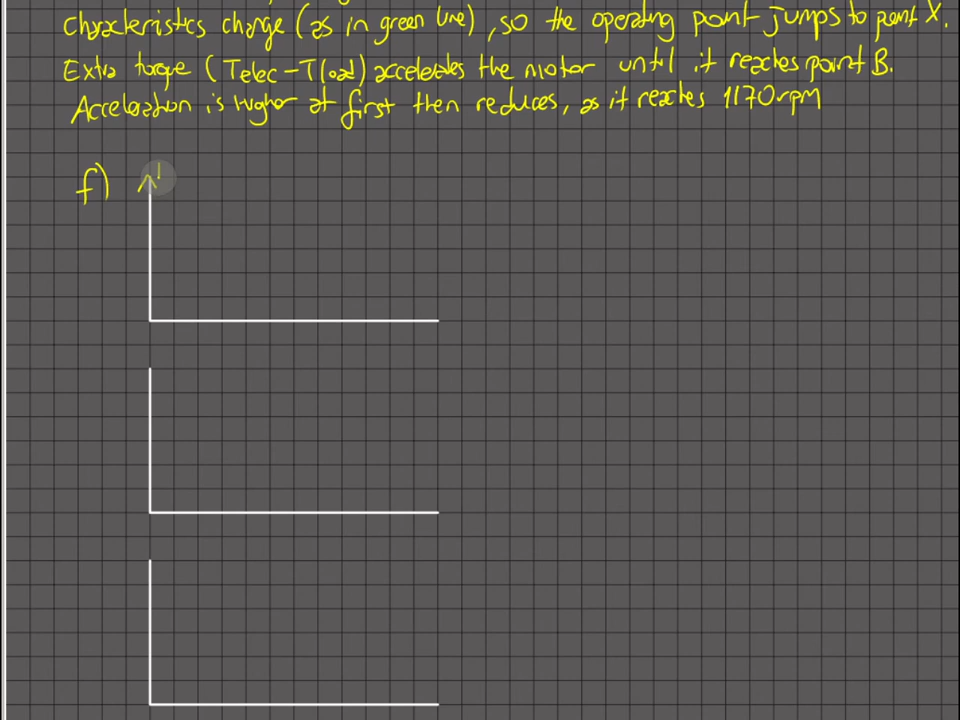 characteristics change (as in green line), so the operating point jumps to point X.
Extra torque (Telec-Tload) accelerates the motor until it reaches point B.
Acceleration is higher at first then reduces, as it reaches 1170rpm
f)